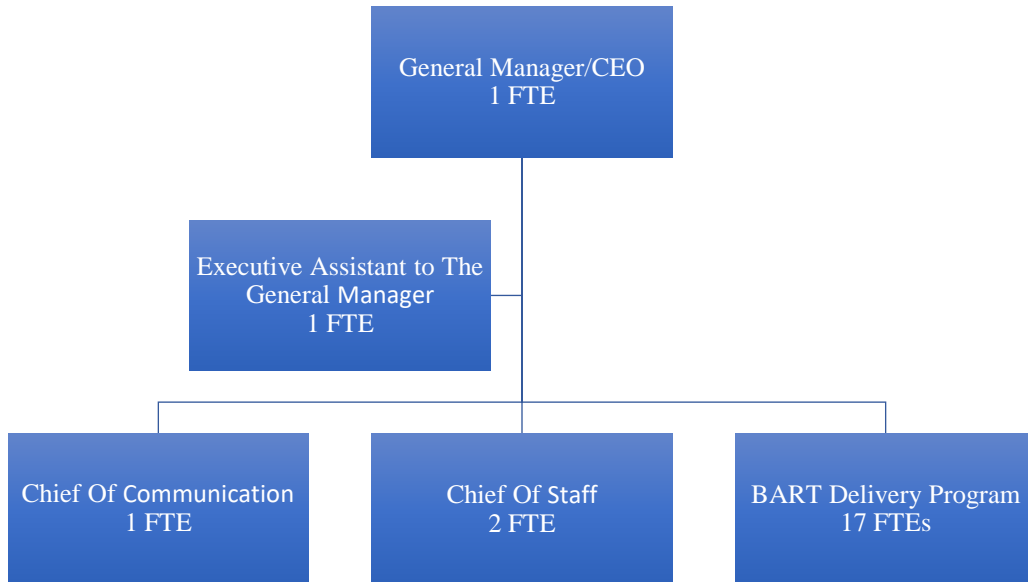 General Manager/CEO
1 FTE
Executive Assistant to The
General Manager
1 FTE
Chief Of Communication
1 FTE
Chief Of Staff
2 FTE
BART Delivery Program
17 FTEs